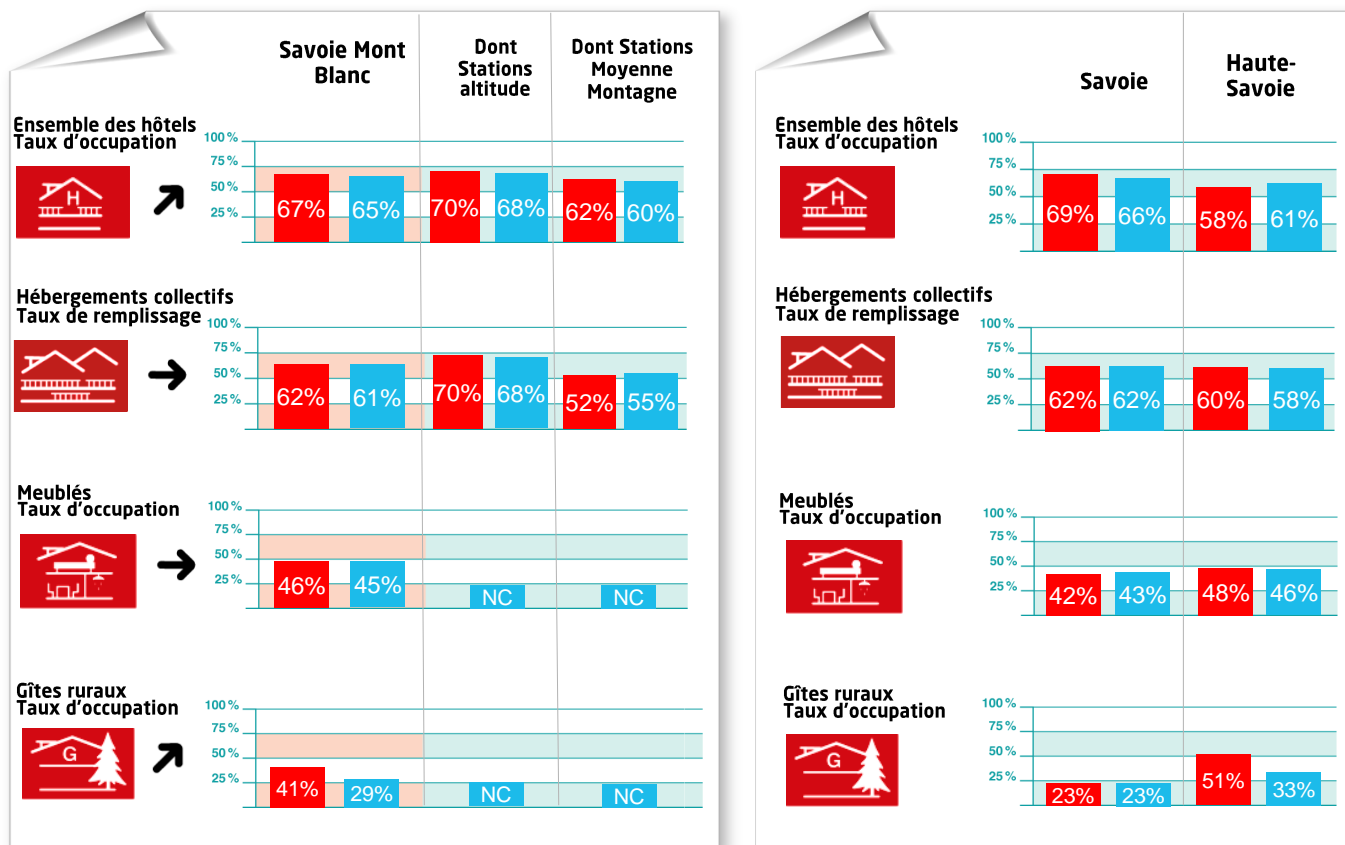 Savoie Mont
Blanc
Dont
Stations
altitude
Dont Stations
Moyenne
Montagne
Ensemble des hôtels
Taux d'occupation
H
100 %
75 %
50 %
25 %
67%
65%
70%
68%
62%
60%
Hébergements collectifs
Taux de remplissage
100 %
75 %
50 %
25 %
62%
61%
70%
68%
52%
55%
Meublés
Taux d'occupation
100 %
75 %
50 %
25 %
46%
45%
NC
NC
Gîtes ruraux
Taux d'occupation
G
100 %
75 %
50 %
25 %
41%
29%
NC
NC
Savoie
Haute-
Savoie
Ensemble des hôtels
Taux d'occupation
H
100 %
75 %
50 %
25 %
69%
66%
58%
61%
Hébergements collectifs
Taux de remplissage
100 %
75 %
50 %
25 %
62%
62%
60%
58%
Meublés
Taux d'occupation
100 %
75 %
50 %
25 %
42%
43%
48%
46%
Gîtes ruraux
Taux d'occupation
G
100 %
75 %
50 %
25 %
23%
23%
51%
33%